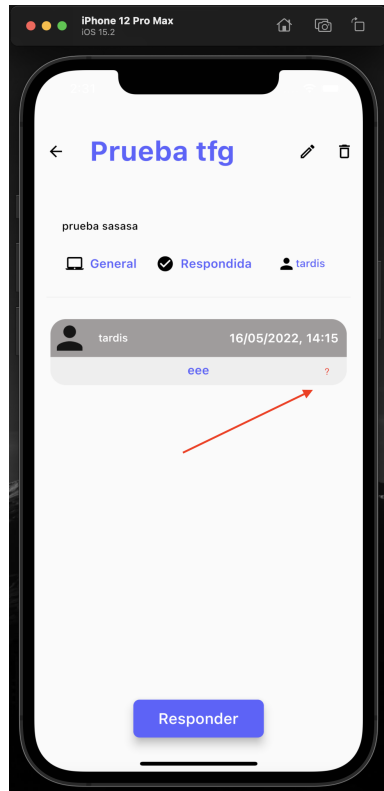 iPhone 12 Pro Max
iOS 15.2
Prueba tfg
prueba sasasa
General Respondida tardis
tardis 16/05/2022, 14:15
eee ?
Responder